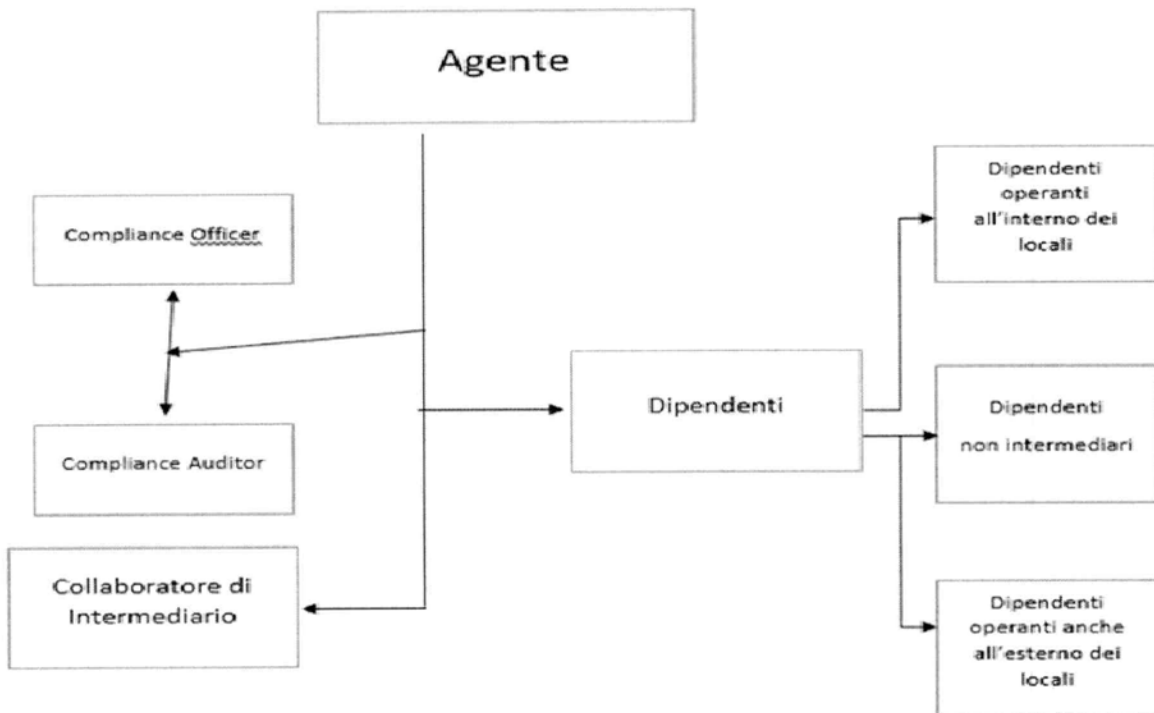 Agente
Compliance Officer
Compliance Auditor
Collaboratore di
Intermediario
Dipendenti
Dipendenti
operanti
all'interno dei
locali
Dipendenti
non intermediari
Dipendenti
operanti anche
all'esterno dei
locali